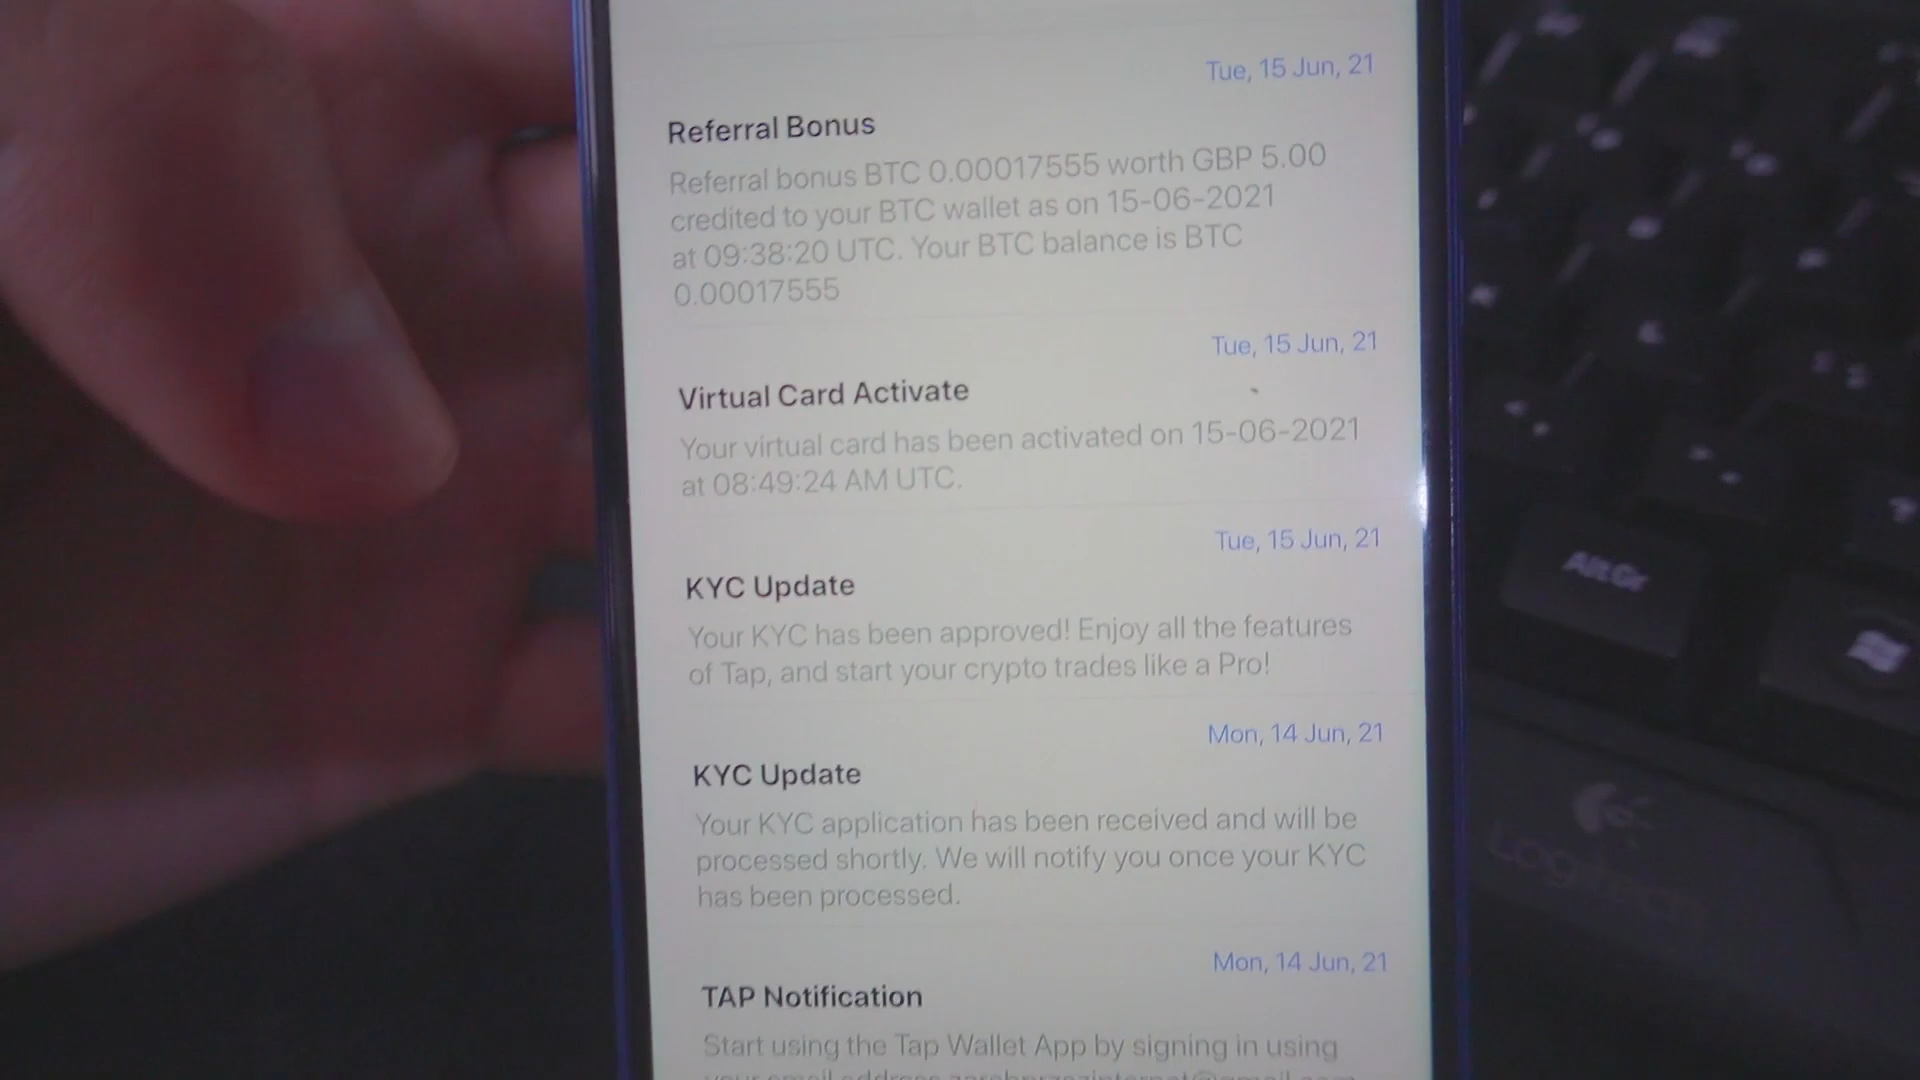 Tue, 15 Jun, 21
Referral Bonus
Referral bonus BTC 0.00017555 worth GBP 5.00
credited to your BTC wallet as on 15-06-2021
at 09:38:20 UTC. Your BTC balance is BTC
0.00017555
Tue, 15 Jun, 21
Virtual Card Activate
Your virtual card has been activated on 15-06-2021
at 08:49:24 AM UTC.
Tue, 15 Jun, 21
KYC Update
Your KYC has been approved! Enjoy all the features
of Tap, and start your crypto trades like a Pro!
Mon, 14 Jun, 21
KYC Update
Your KYC application has been received and will be
processed shortly. We will notify you once your KYC
has been processed.
Mon, 14 Jun, 21
TAP Notification
Start using the Tap Wallet App by signing in using
your email address
Alt Gr
Logitech